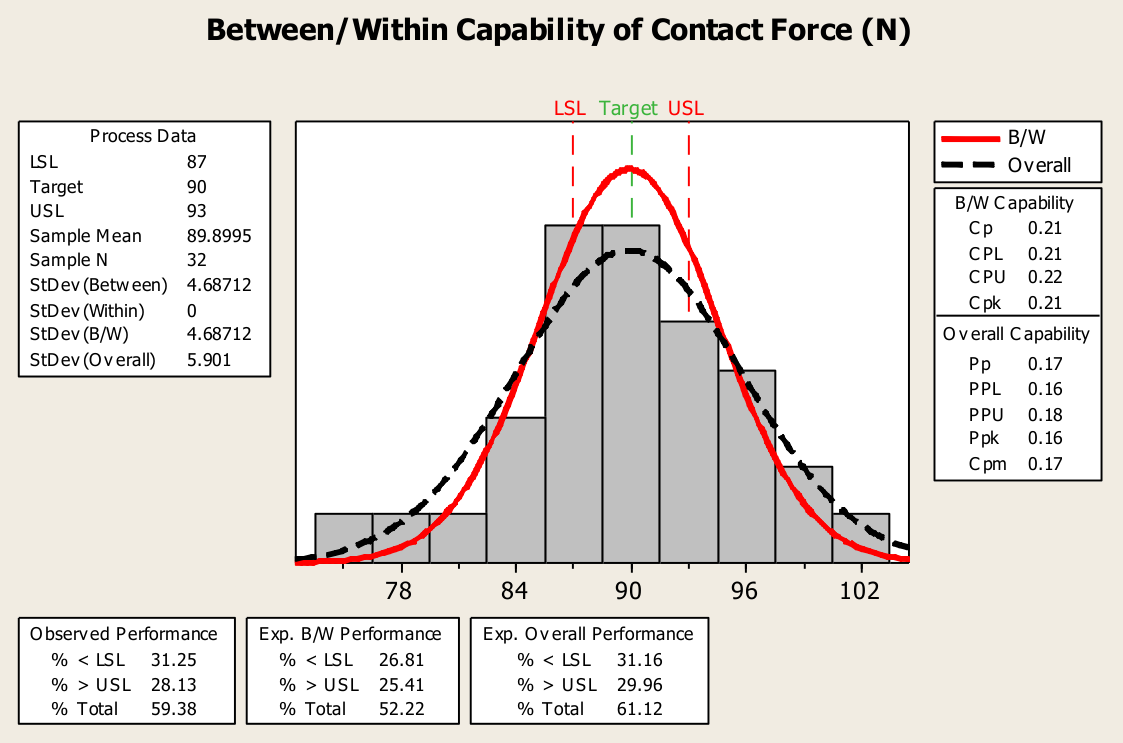 Between/Within Capability of Contact Force (N)
LSL Target USL
Process Data
LSL 87
Target 90
USL 93
Sample Mean 89.8995
Sample N 32
StDev(Between) 4.68712
StDev(Within) 0
StDev(B/W) 4.68712
StDev(Overall) 5.901
B/W
Overall
B/W Capability
Cp 0.21
CPL 0.21
CPU 0.22
Cpk 0.21
Overall Capability
Pp 0.17
PPL 0.16
PPU 0.18
Ppk 0.16
Cpm 0.17
78 84 90 96 102
Observed Performance
% < LSL 31.25
% > USL 28.13
% Total 59.38
Exp. B/W Performance
% < LSL 26.81
% > USL 25.41
% Total 52.22
Exp. Overall Performance
% < LSL 31.16
% > USL 29.96
% Total 61.12